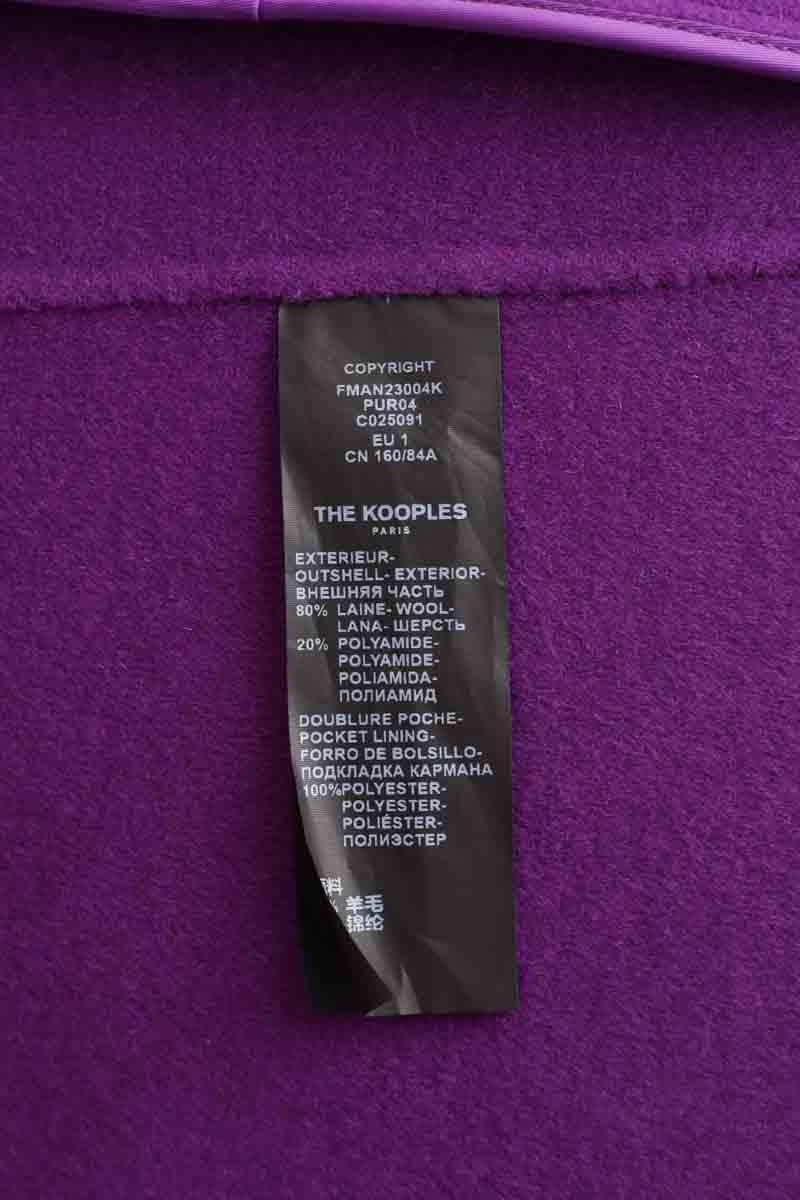 COPYRIGHT
FMAN23004K
PUR04
C025091
EU 1
CN 160/84A
THE KOOPLES
PARIS
EXTERIEUR-
OUTSHELL- EXTERIOR-
ВНЕШНЯЯ ЧАСТЬ
80% LAINE- WOOL-
LANA- ШЕРСТЬ
20% POLYAMIDE-
POLYAMIDE-
POLIAMIDA-
ПОЛИАМИД
DOUBLURE POCHE-
POCKET LINING-
FORRO DE BOLSILLO-
ПОДКЛАДКА КАРМАНА
100%POLYESTER-
POLYESTER-
POLIÉSTER-
ПОЛИЭСТЕР
料
% 羊毛
锦纶